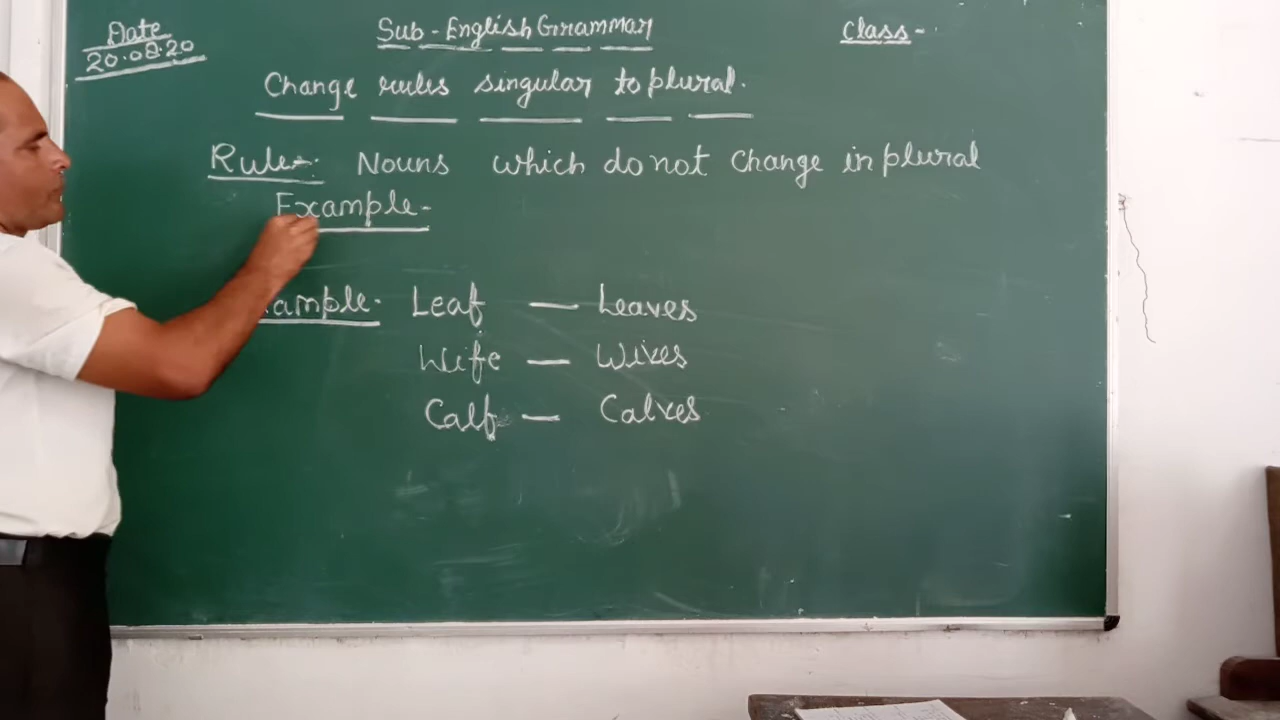 Date
20.08.20
Sub - English Grammar
Class -
Change rules singular to plural.
Rule-: Nouns which do not change in plural
Example-
ample- Leaf — Leaves
Wife — Wives
Calf — Calves